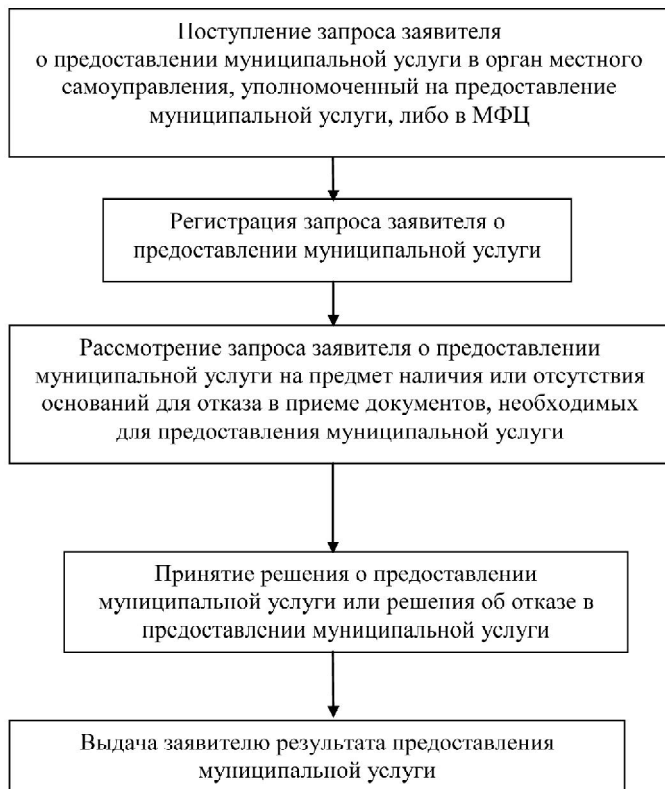 Поступление запроса заявителя
о предоставлении муниципальной услуги в орган местного
самоуправления, уполномоченный на предоставление
муниципальной услуги, либо в МФЦ
Регистрация запроса заявителя о
предоставлении муниципальной услуги
Рассмотрение запроса заявителя о предоставлении
муниципальной услуги на предмет наличия или отсутствия
оснований для отказа в приеме документов, необходимых
для предоставления муниципальной услуги
Принятие решения о предоставлении
муниципальной услуги или решения об отказе в
предоставлении муниципальной услуги
Выдача заявителю результата предоставления
муниципальной услуги